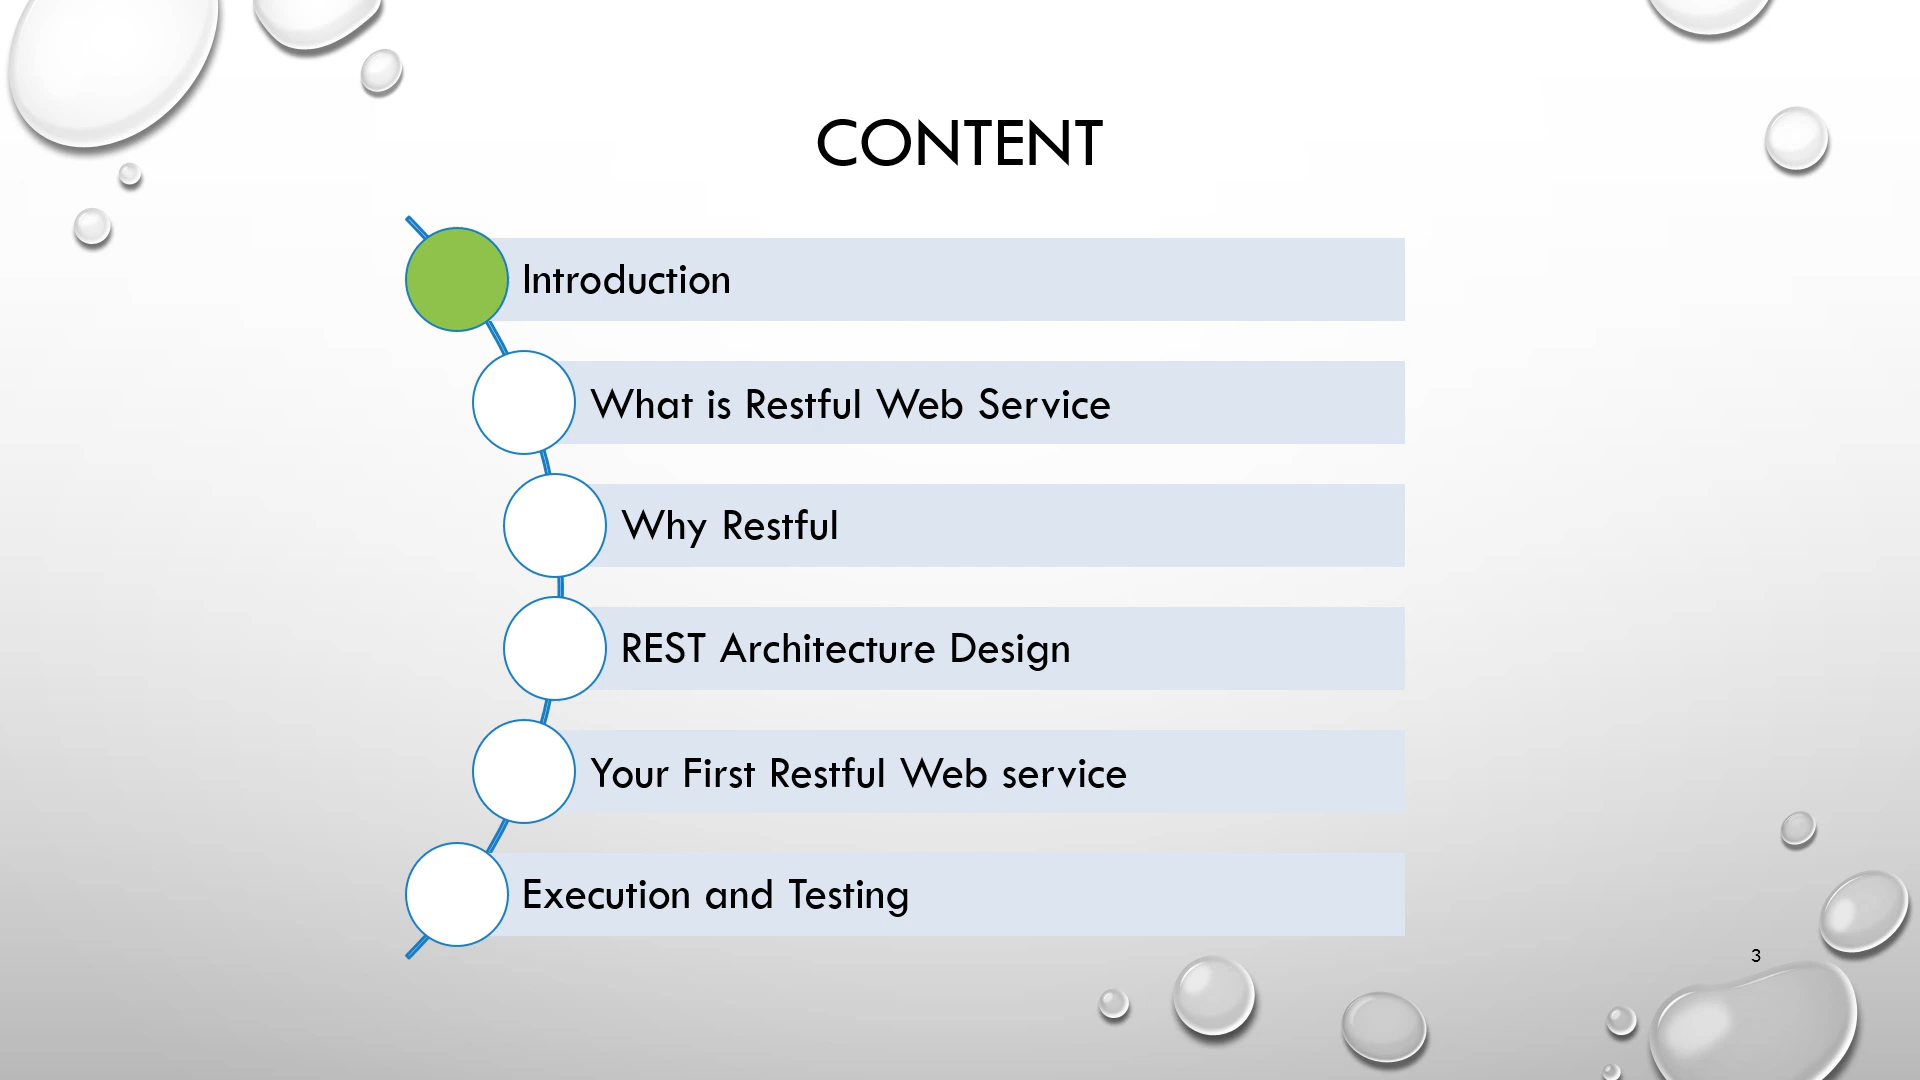 CONTENT
Introduction
What is Restful Web Service
Why Restful
REST Architecture Design
Your First Restful Web service
Execution and Testing
3